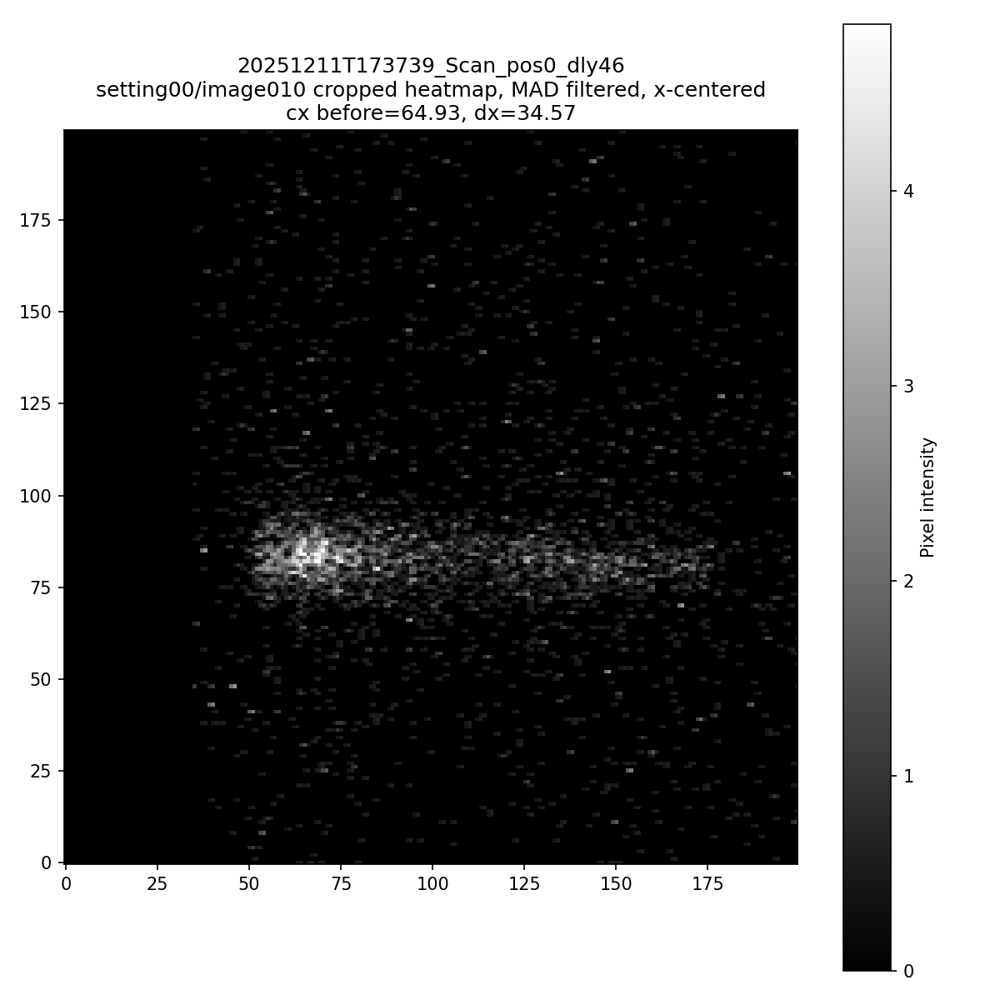 20251211T173739_Scan_pos0_dly46
setting00/image010 cropped heatmap, MAD filtered, x-centered
cx before=64.93, dx=34.57
175
150
125
100
75
50
25
0
0 25 50 75 100 125 150 175
4
3
2
1
0
Pixel intensity